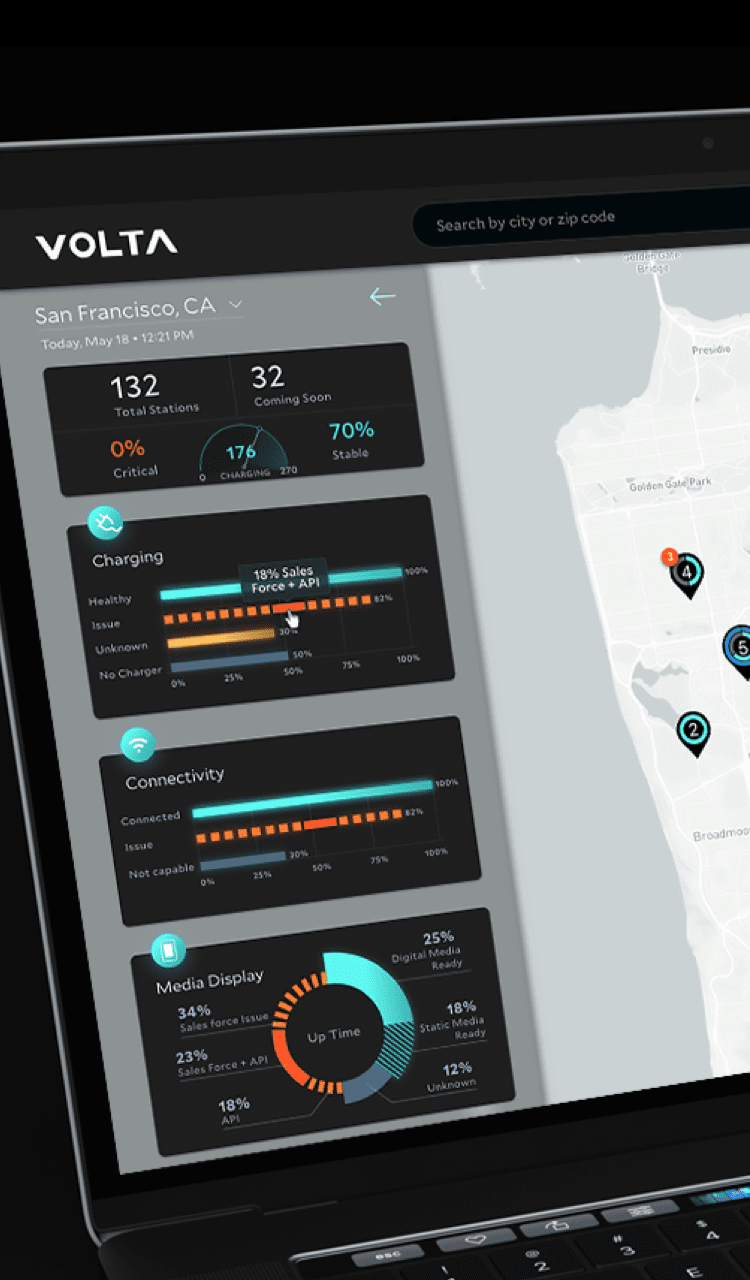 VOLTA
Search by city or zip code
San Francisco, CA
Today, May 18 • 12:21 PM
132
Total Stations
32
Coming Soon
0%
Critical
176
0 CHARGING 270
70%
Stable
Charging
18% Sales
Force + API
Healthy 100%
Issue 82%
Unknown 30%
No Charger 50%
0% 25% 50% 75% 100%
Connectivity
Connected 100%
Issue 82%
Not capable 30%
0% 25% 50% 75% 100%
Media Display
25%
Digital Media
Ready
34%
Sales force Issue
18%
Static Media
Ready
Up Time
23%
Sales Force + API
12%
Unknown
18%
API
Golden Gate
Bridge
Presidio
Golden Gate Park
3
4
5
2
Broadmoo
esc
!
@
2
#
3
$
4
E